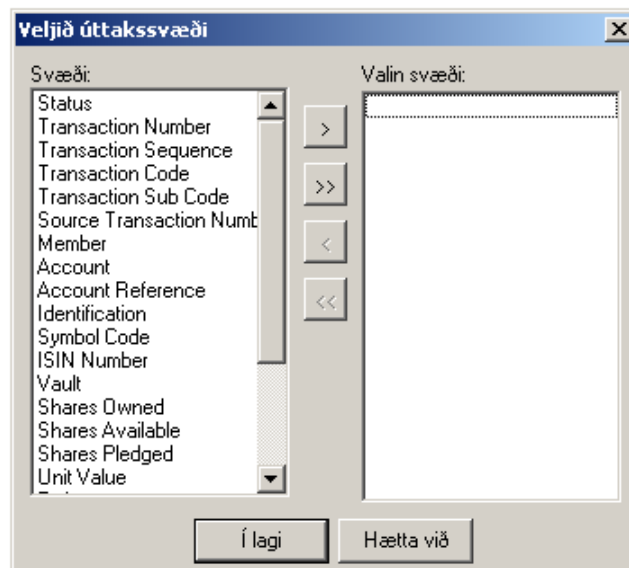 Veljið úttakssvæði
Svæði:
Valin svæði:
Status
Transaction Number
Transaction Sequence
Transaction Code
Transaction Sub Code
Source Transaction Numb
Member
Account
Account Reference
Identification
Symbol Code
ISIN Number
Vault
Shares Owned
Shares Available
Shares Pledged
Unit Value
>
>>
<
<<
Í lagi
Hætta við